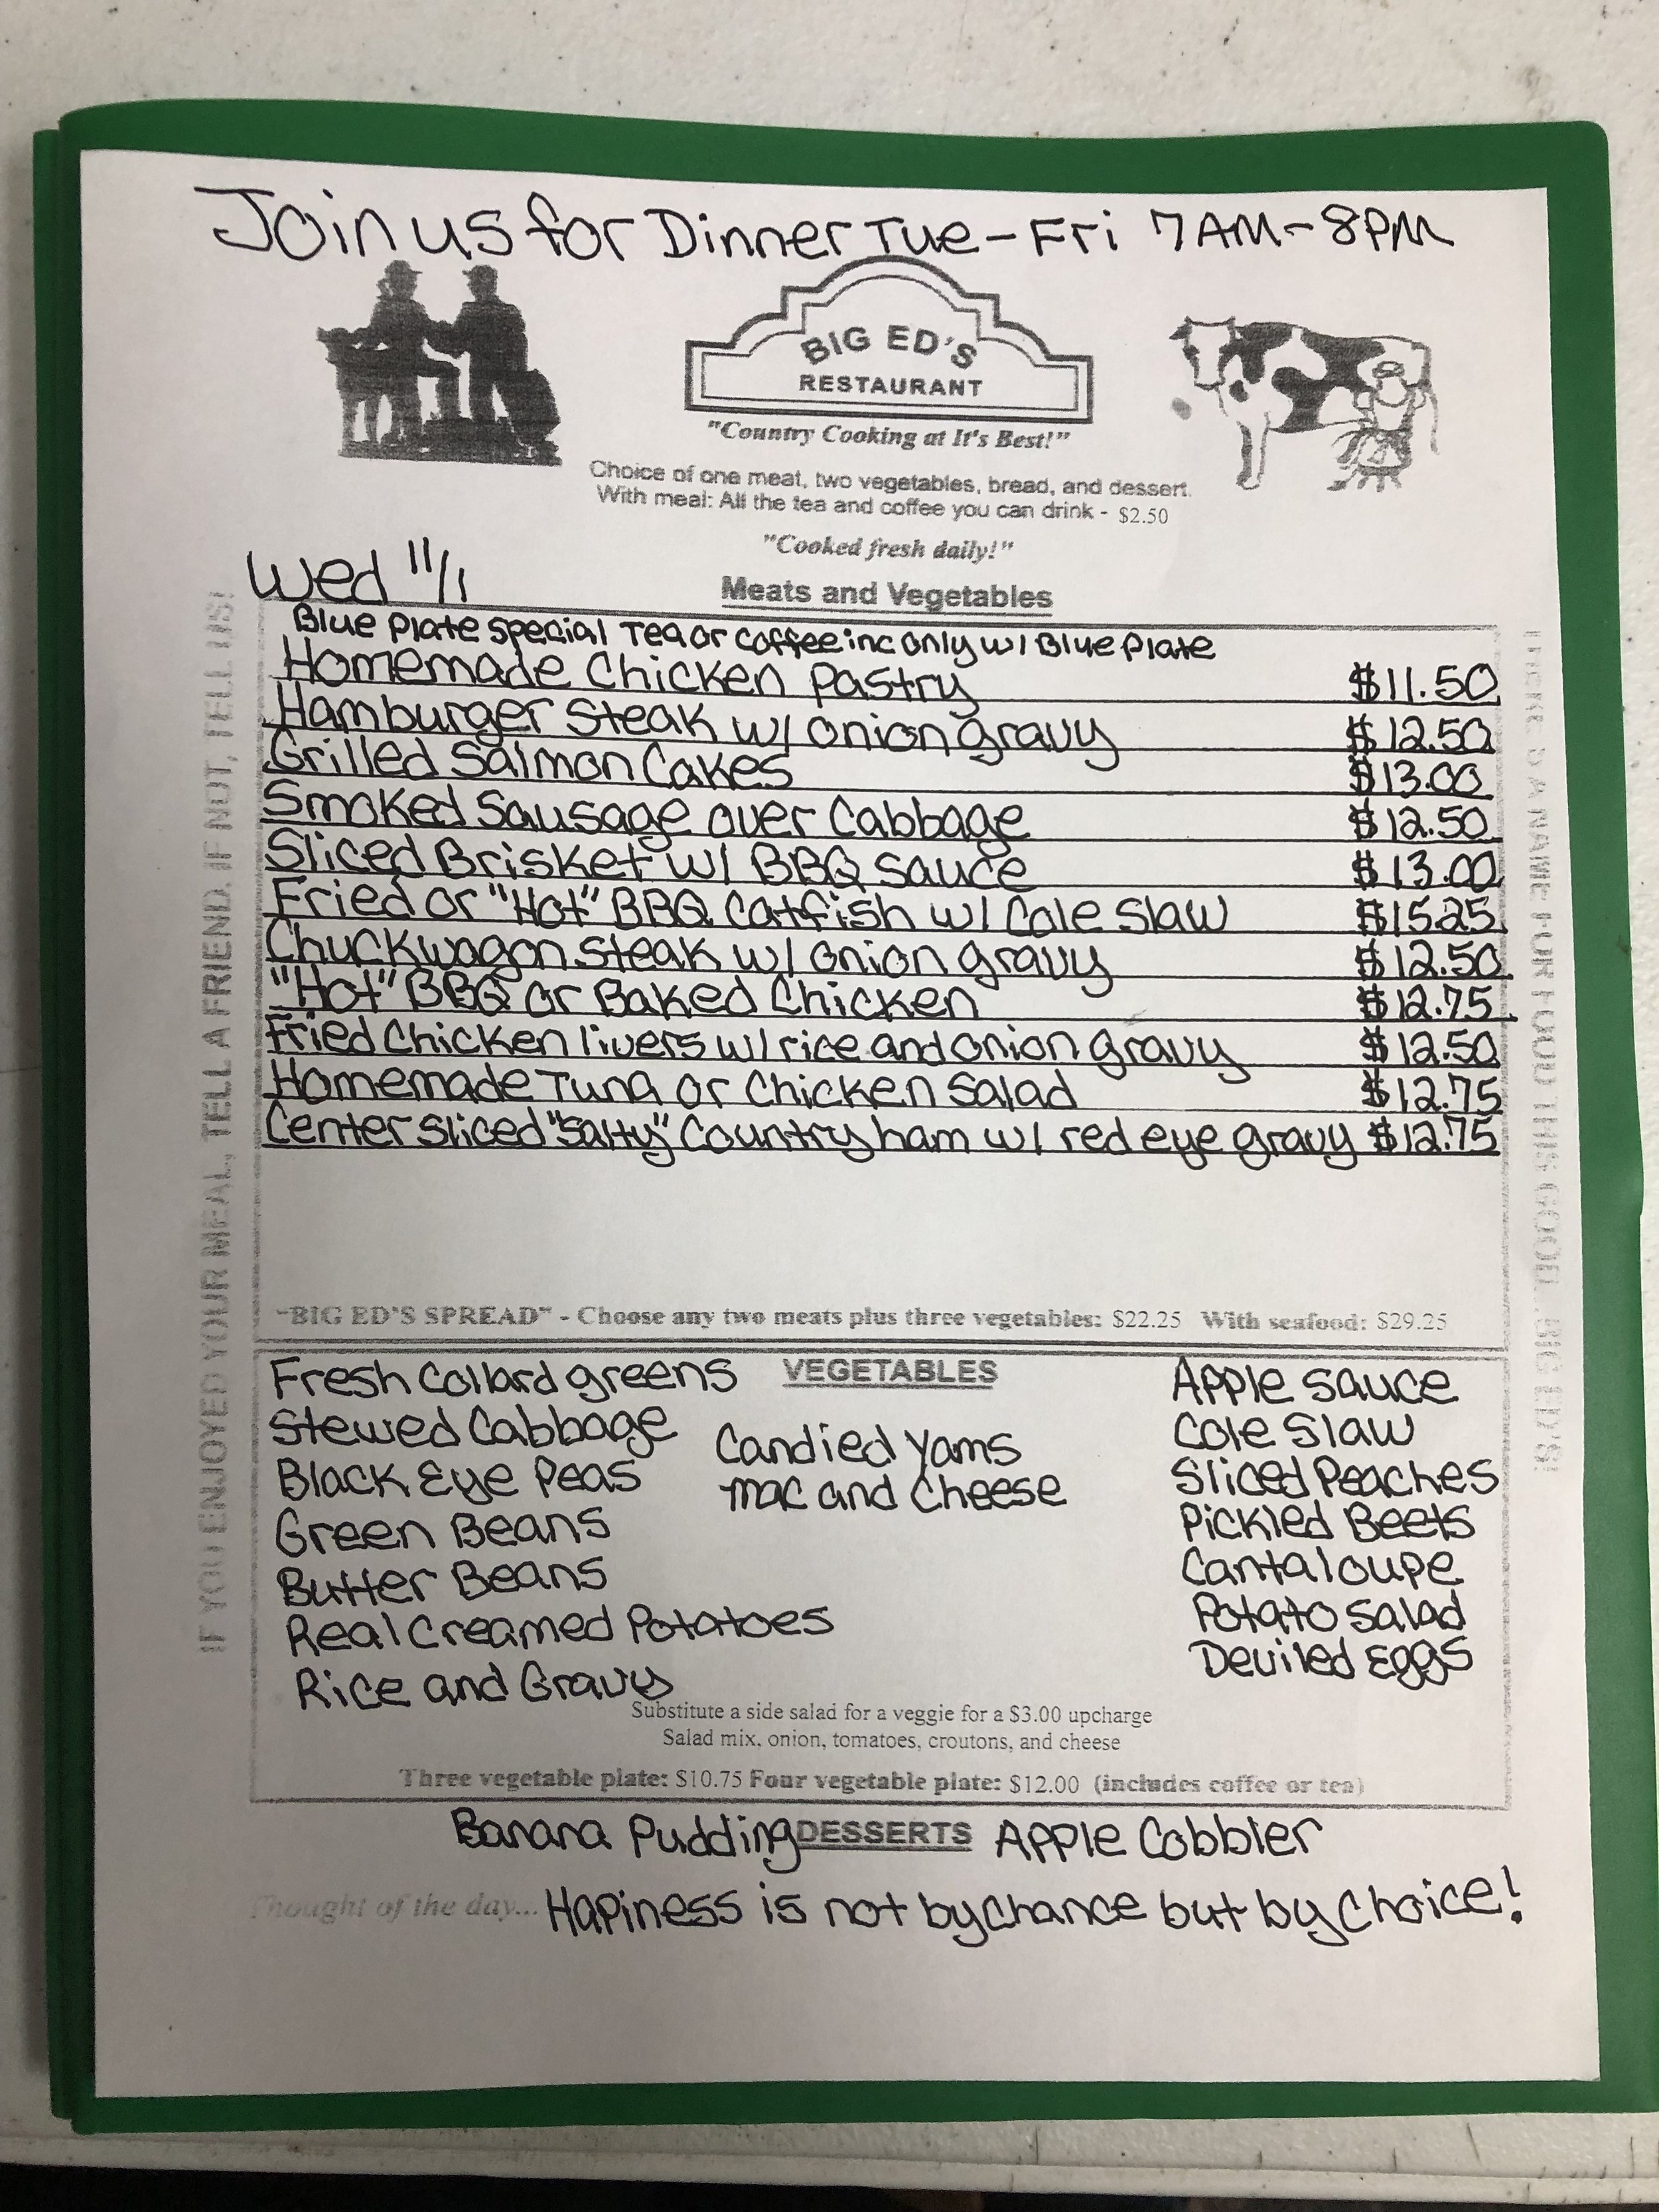 Join us for Dinner Tue-Fri 7AM-8PM
BIG ED'S
RESTAURANT
"Country Cooking at It's Best!"
Choice of one meat, two vegetables, bread, and dessert.
With meal: All the tea and coffee you can drink - $2.50
"Cooked fresh daily!"
Wed 11/1
Meats and Vegetables
Blue Plate Special Tea or Coffee inc only w/ Blue Plate
Homemade Chicken Pastry $11.50
Hamburger Steak w/ onion gravy $12.50
Grilled Salmon Cakes $13.00
Smoked Sausage over Cabbage $12.50
Sliced Brisket w/ BBQ Sauce $13.00
Fried or "Hot" BBQ Catfish w/ Cole Slaw $15.25
Chuckwagon Steak w/ onion gravy $12.50
"Hot" BBQ or Baked Chicken $12.75
Fried Chicken livers w/ rice and onion gravy $12.50
Homemade Tuna or Chicken Salad $12.75
Center Sliced "Salty" Country ham w/ red eye gravy $12.75
"BIG ED'S SPREAD" - Choose any two meats plus three vegetables: $22.25 With seafood: $29.25
VEGETABLES
Fresh Collard greens
Stewed Cabbage
Black Eye Peas
Green Beans
Butter Beans
Real Creamed Potatoes
Rice and Gravy
Candied Yams
Mac and Cheese
Apple Sauce
Cole Slaw
Sliced Peaches
Pickled Beets
Cantaloupe
Potato Salad
Deviled Eggs
Substitute a side salad for a veggie for a $3.00 upcharge
Salad mix, onion, tomatoes, croutons, and cheese
Three vegetable plate: $10.75 Four vegetable plate: $12.00 (includes coffee or tea)
Banana Pudding DESSERTS Apple Cobbler
Thought of the day... Hapiness is not by chance but by Choice!
IF YOU ENJOYED YOUR MEAL, TELL A FRIEND. IF NOT, TELL US!
THERE IS A NAME FOR FOOD THIS GOOD... BIG ED'S!